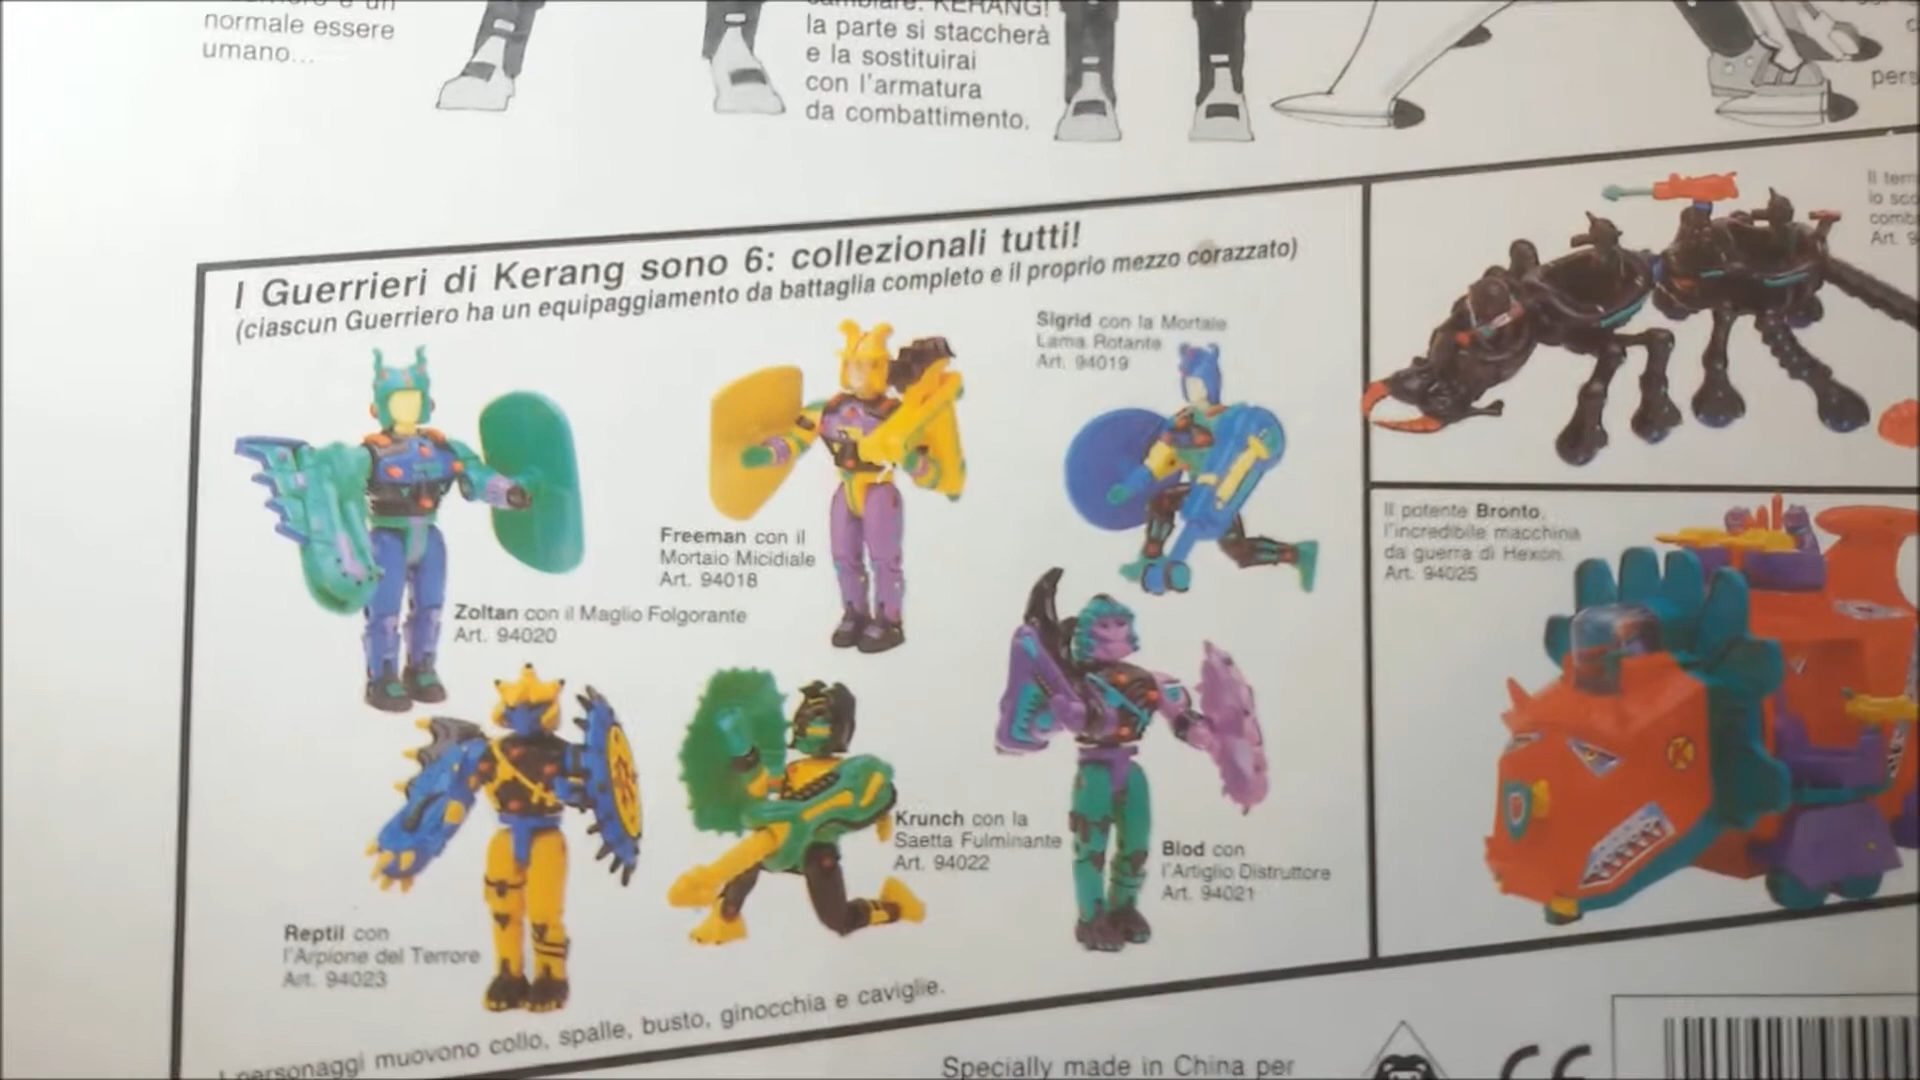 normale essere
umano...
KERANG!
la parte si staccherà
e la sostituirai
con l'armatura
da combattimento.
pers
I Guerrieri di Kerang sono 6: collezionali tutti!
(ciascun Guerriero ha un equipaggiamento da battaglia completo e il proprio mezzo corazzato)
Sigrid con la Mortale
Lama Rotante
Art. 94019
Freeman con il
Mortaio Micidiale
Art. 94018
Zoltan con il Maglio Folgorante
Art. 94020
Krunch con la
Saetta Fulminante
Art. 94022
Blod con
l'Artiglio Distruttore
Art. 94021
Reptil con
l'Arpione del Terrore
Art. 94023
I personaggi muovono collo, spalle, busto, ginocchia e caviglie.
Il
lo
Art.
Il potente Bronto,
l'incredibile macchina
da guerra di Hexon.
Art. 94025
K
Specially made in China per
CE